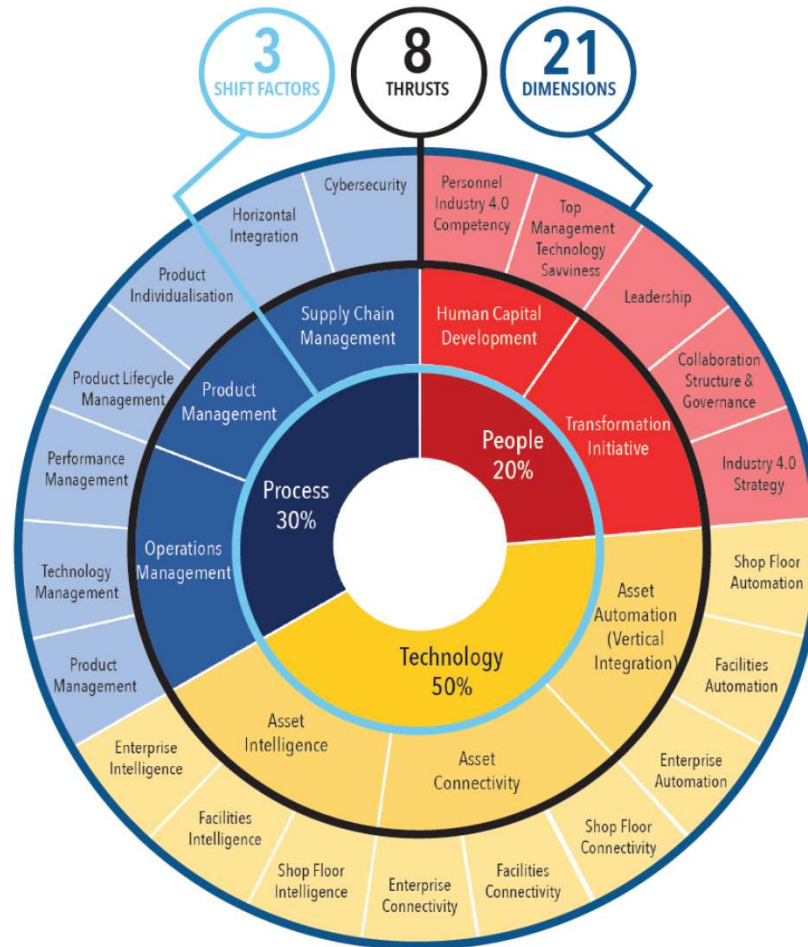 3
SHIFT FACTORS
8
THRUSTS
21
DIMENSIONS
Cybersecurity
Horizontal
Integration
Product
Individualisation
Product Lifecycle
Management
Performance
Management
Technology
Management
Product
Management
Personnel
Industry 4.0
Competency
Top
Management
Technology
Savviness
Leadership
Collaboration
Structure &
Governance
Industry 4.0
Strategy
Shop Floor
Automation
Facilities
Automation
Enterprise
Automation
Shop Floor
Connectivity
Facilities
Connectivity
Enterprise
Connectivity
Shop Floor
Intelligence
Facilities
Intelligence
Enterprise
Intelligence
Supply Chain
Management
Product
Management
Operations
Management
Human Capital
Development
Transformation
Initiative
Asset
Automation
(Vertical
Integration)
Asset
Connectivity
Asset
Intelligence
Process
30%
People
20%
Technology
50%